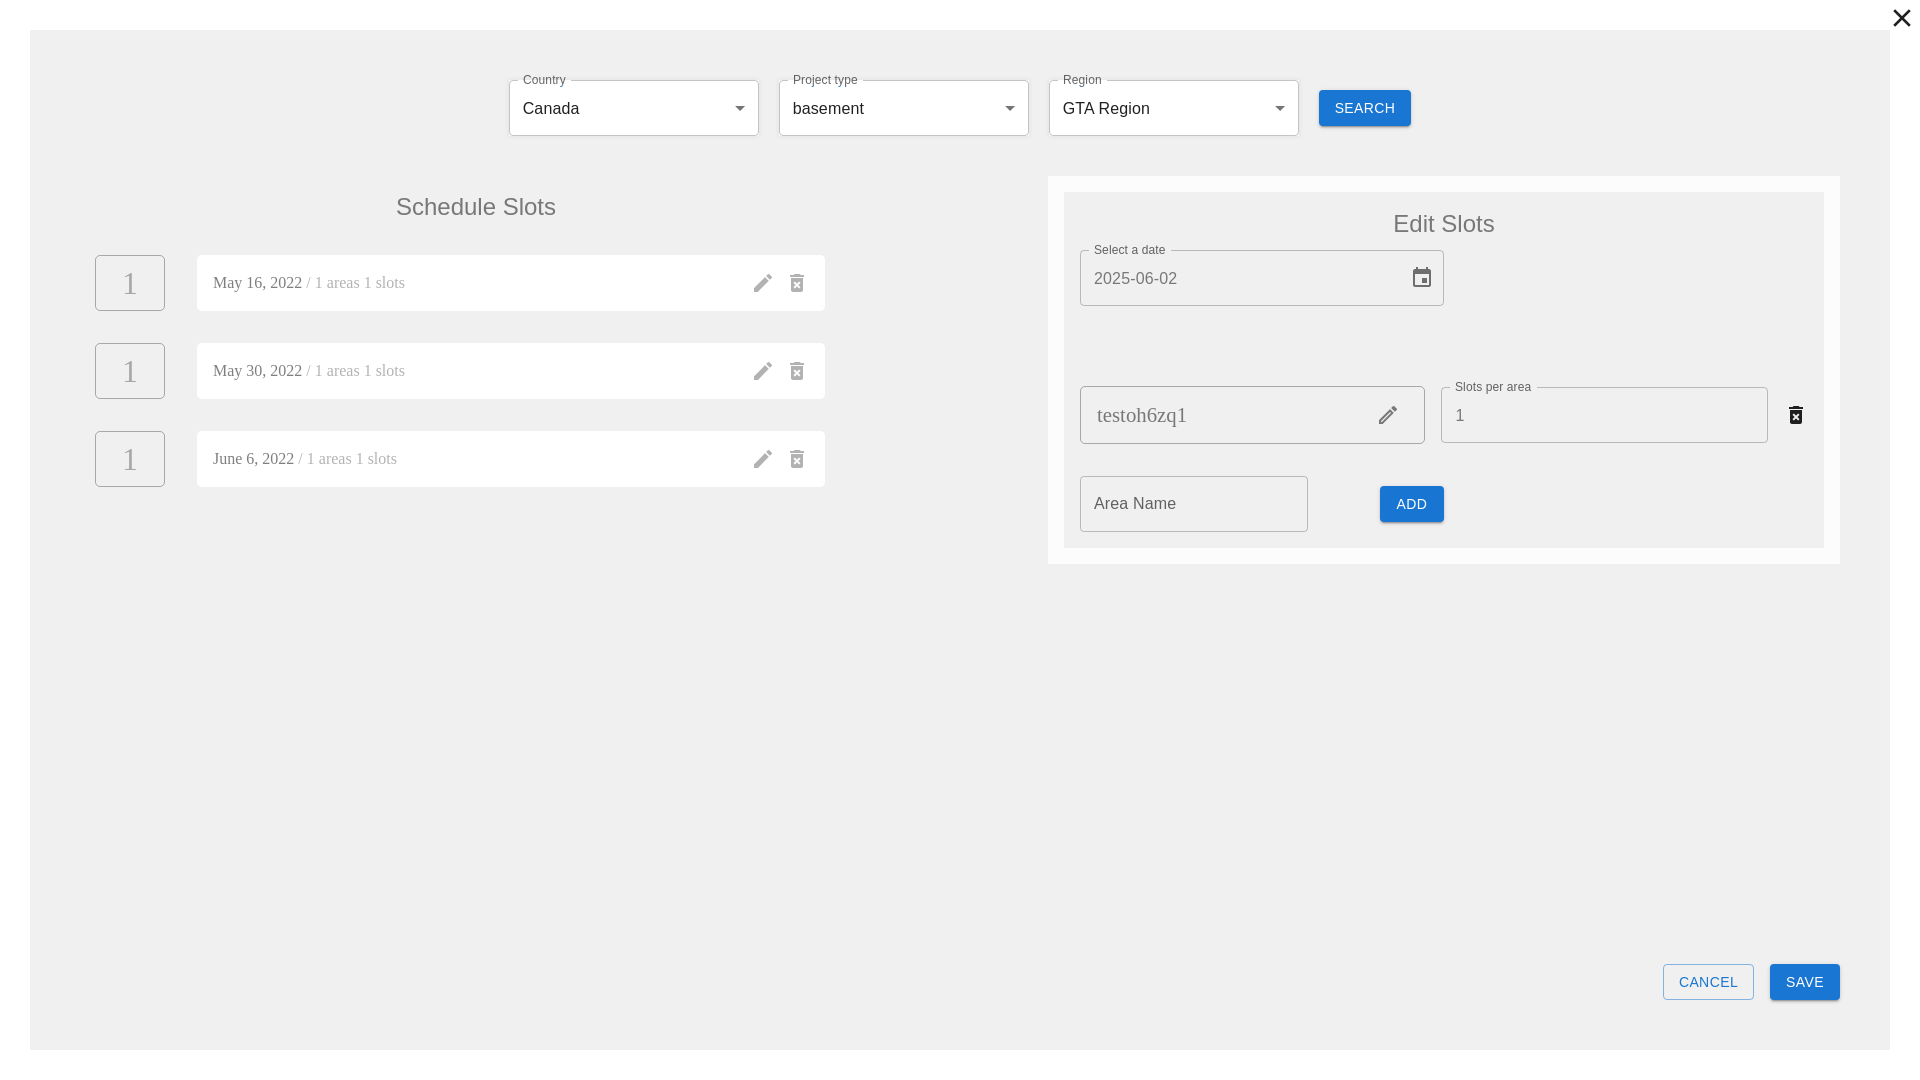 Country
Canada
Project type
basement
Region
GTA Region
SEARCH
Schedule Slots
1
May 16, 2022 / 1 areas 1 slots
1
May 30, 2022 / 1 areas 1 slots
1
June 6, 2022 / 1 areas 1 slots
Edit Slots
Select a date
2025-06-02
testoh6zq1
Slots per area
1
Area Name
ADD
CANCEL
SAVE